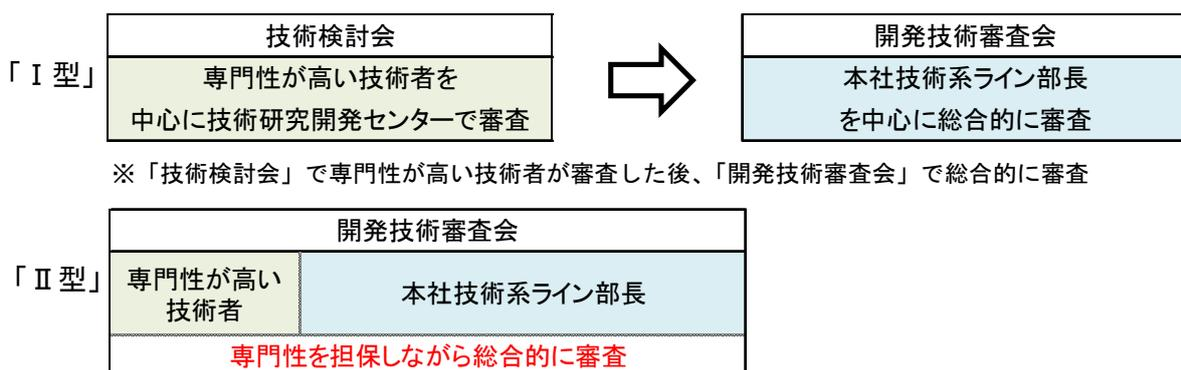 技術検討会
開発技術審査会
「Ⅰ型」
専門性が高い技術者を
中心に技術研究開発センターで審査
本社技術系ライン部長
を中心に総合的に審査
※「技術検討会」で専門性が高い技術者が審査した後、「開発技術審査会」で総合的に審査
開発技術審査会
「Ⅱ型」
専門性が高い
技術者
本社技術系ライン部長
専門性を担保しながら総合的に審査